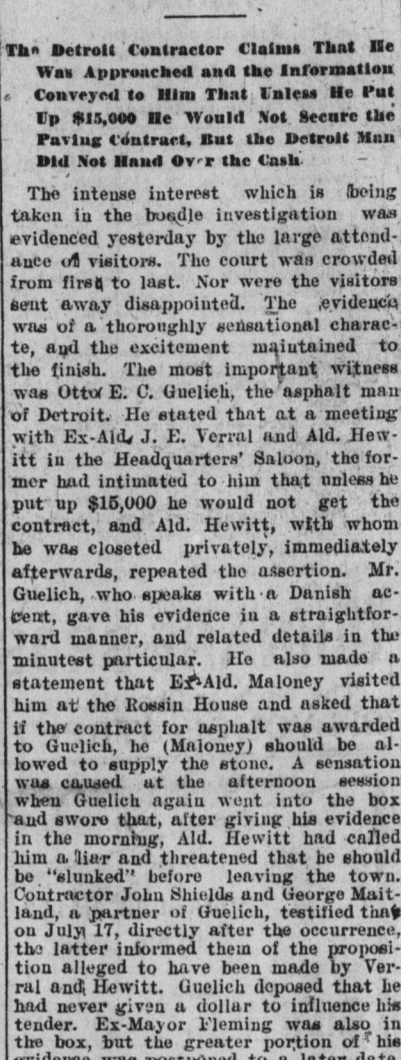 The Detroit Contractor Claims That He
Was Approached and the Information
Conveyed to Him That Unless He Put
Up $15,000 He Would Not Secure the
Paving Contract, But the Detroit Man
Did Not Hand Over the Cash.
The intense interest which is being
taken in the boodle investigation was
evidenced yesterday by the large attend-
ance of visitors. The court was crowded
from first to last. Nor were the visitors
sent away disappointed. The evidence
was of a thoroughly sensational charac-
te, and the excitement maintained to
the finish. The most important witness
was Otto E. C. Guelich, the asphalt man
of Detroit. He stated that at a meeting
with Ex-Ald. J. E. Verral and Ald. Hew-
itt in the Headquarters' Saloon, the for-
mer had intimated to him that unless he
put up $15,000 he would not get the
contract, and Ald. Hewitt, with whom
he was closeted privately, immediately
afterwards, repeated the assertion. Mr.
Guelich, who speaks with a Danish ac-
cent, gave his evidence in a straightfor-
ward manner, and related details in the
minutest particular. He also made a
statement that Ex-Ald. Maloney visited
him at the Rossin House and asked that
if the contract for asphalt was awarded
to Guelich, he (Maloney) should be al-
lowed to supply the stone. A sensation
was caused at the afternoon session
when Guelich again went into the box
and swore that, after giving his evidence
in the morning, Ald. Hewitt had called
him a liar and threatened that he should
be "slunked" before leaving the town.
Contractor John Shields and George Mait-
land, a partner of Guelich, testified that
on July 17, directly after the occurrence,
the latter informed them of the proposi-
tion alleged to have been made by Ver-
ral and Hewitt. Guelich deposed that he
had never given a dollar to influence his
tender. Ex-Mayor Fleming was also in
the box, but the greater portion of his
evidence was postponed to a later date